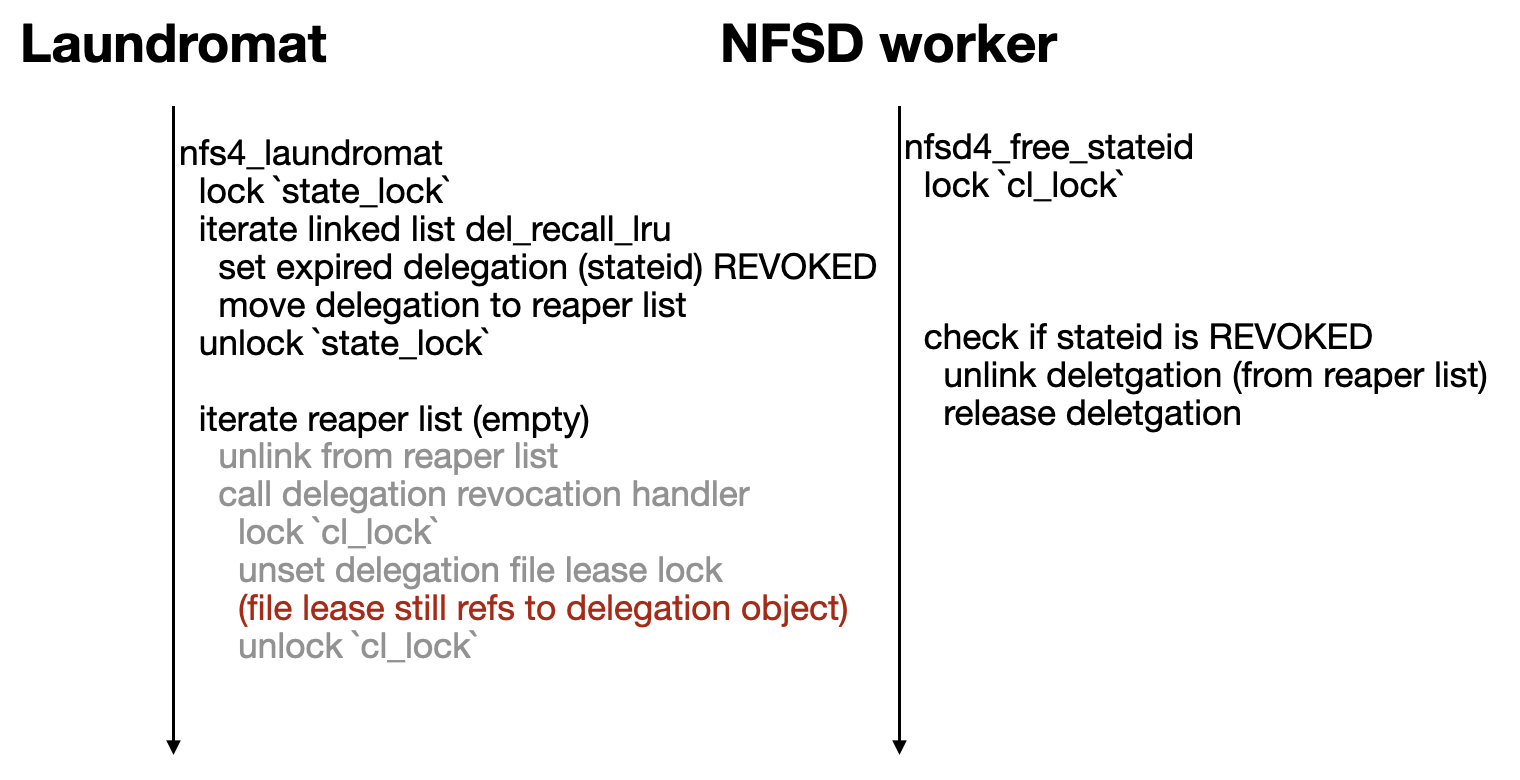 Laundromat
nfs4_laundromat
lock `state_lock`
iterate linked list del_recall_lru
set expired delegation (stateid) REVOKED
move delegation to reaper list
unlock `state_lock`
iterate reaper list (empty)
unlink from reaper list
call delegation revocation handler
lock `cl_lock`
unset delegation file lease lock
(file lease still refs to delegation object)
unlock `cl_lock`
NFSD worker
nfsd4_free_stateid
lock `cl_lock`
check if stateid is REVOKED
unlink deletgation (from reaper list)
release deletgation